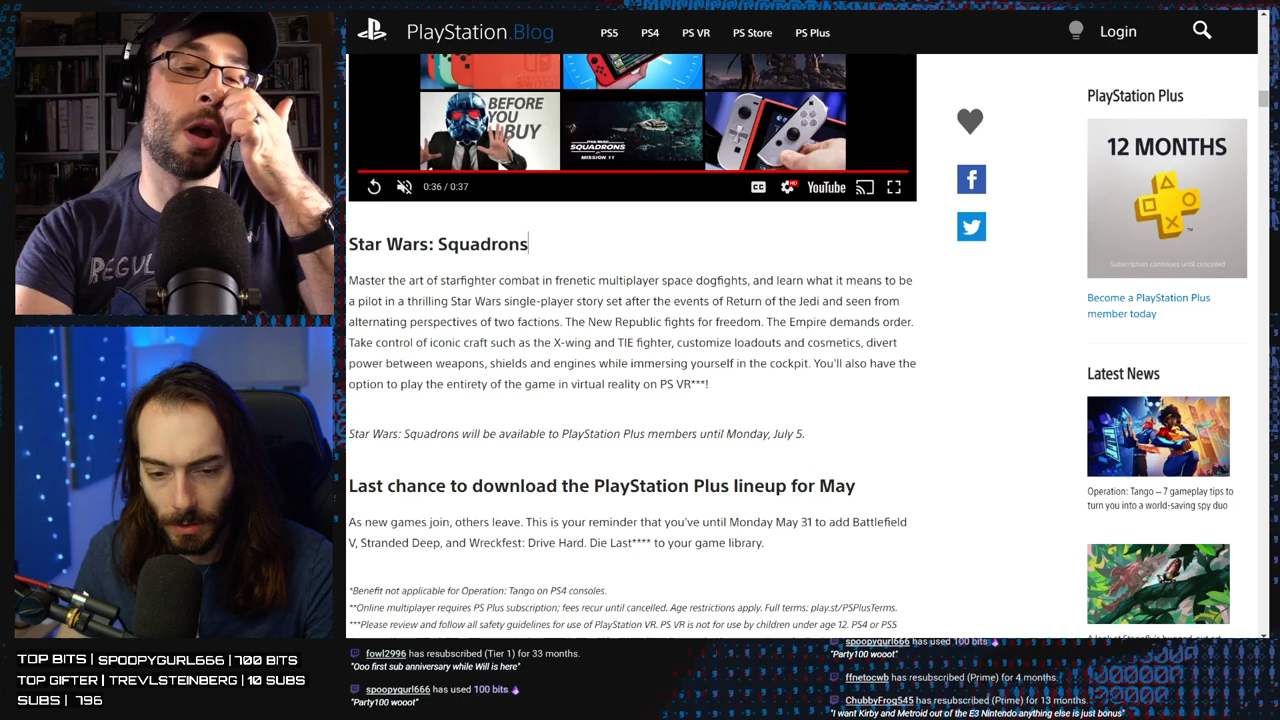 PlayStation.Blog
PS5
PS4
PS VR
PS Store
PS Plus
Login
BEFORE
YOU
BUY
STAR WARS
SQUADRONS
MISSION 11
0:36 / 0:37
CC
HD
YouTube
REGUL
Star Wars: Squadrons
Master the art of starfighter combat in frenetic multiplayer space dogfights, and learn what it means to be
a pilot in a thrilling Star Wars single-player story set after the events of Return of the Jedi and seen from
alternating perspectives of two factions. The New Republic fights for freedom. The Empire demands order.
Take control of iconic craft such as the X-wing and TIE fighter, customize loadouts and cosmetics, divert
power between weapons, shields and engines while immersing yourself in the cockpit. You'll also have the
option to play the entirety of the game in virtual reality on PS VR***!
Star Wars: Squadrons will be available to PlayStation Plus members until Monday, July 5.
Last chance to download the PlayStation Plus lineup for May
As new games join, others leave. This is your reminder that you've until Monday May 31 to add Battlefield
V, Stranded Deep, and Wreckfest: Drive Hard. Die Last**** to your game library.
*Benefit not applicable for Operation: Tango on PS4 consoles.
**Online multiplayer requires PS Plus subscription; fees recur until cancelled. Age restrictions apply. Full terms: play.st/PSPlusTerms.
***Please review and follow all safety guidelines for use of PlayStation VR. PS VR is not for use by children under age 12. PS4 or PS5
PlayStation Plus
12 MONTHS
Subscription continues until cancelled
Become a PlayStation Plus
member today
Latest News
Operation: Tango – 7 gameplay tips to
turn you into a world-saving spy duo
TOP BITS | SPOOPYGURL666 | 700 BITS
TOP GIFTER | TREVLSTEINBERG | 10 SUBS
SUBS | 796
fowl2996 has resubscribed (Tier 1) for 33 months.
"Ooo first sub anniversary while Will is here"
spoopygurl666 has used 100 bits
"Party100 wooot"
spoopygurl666 has used 100 bits
"Party100 wooot"
ffnetocwb has resubscribed (Prime) for 4 months.
ChubbyFrog545 has resubscribed (Prime) for 13 months.
"I want Kirby and Metroid out of the E3 Nintendo anything else is just bonus"